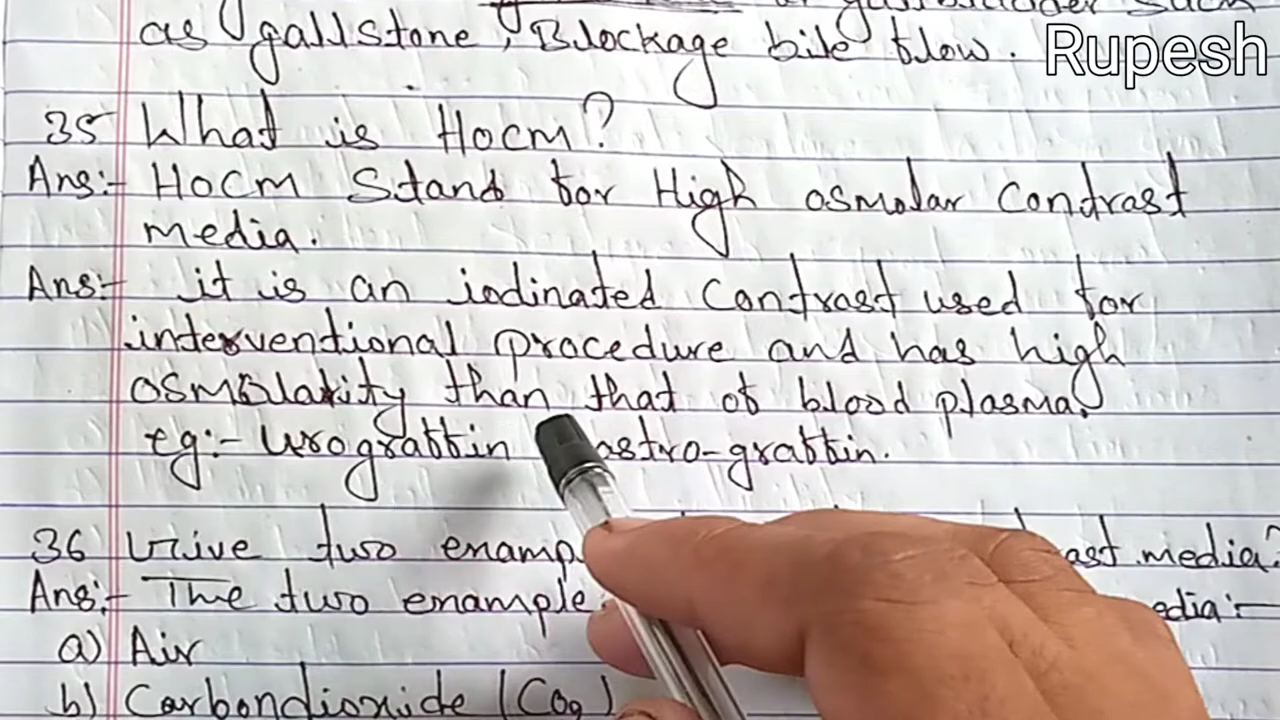 as gallstone, Blockage bile flow.
Rupesh
35 What is HOCM?
Ans:- HOCM Stand for High osmolar Contrast
media.
Ans:- it is an iodinated Contrast used for
interventional procedure and has high
osmolarity than that of blood plasma.
eg:- Urograffin astro-graffin.
36 Give two examp ast media?
Ans:- The two example edia:-
a) Air
b) Carbondioxide (CO2)